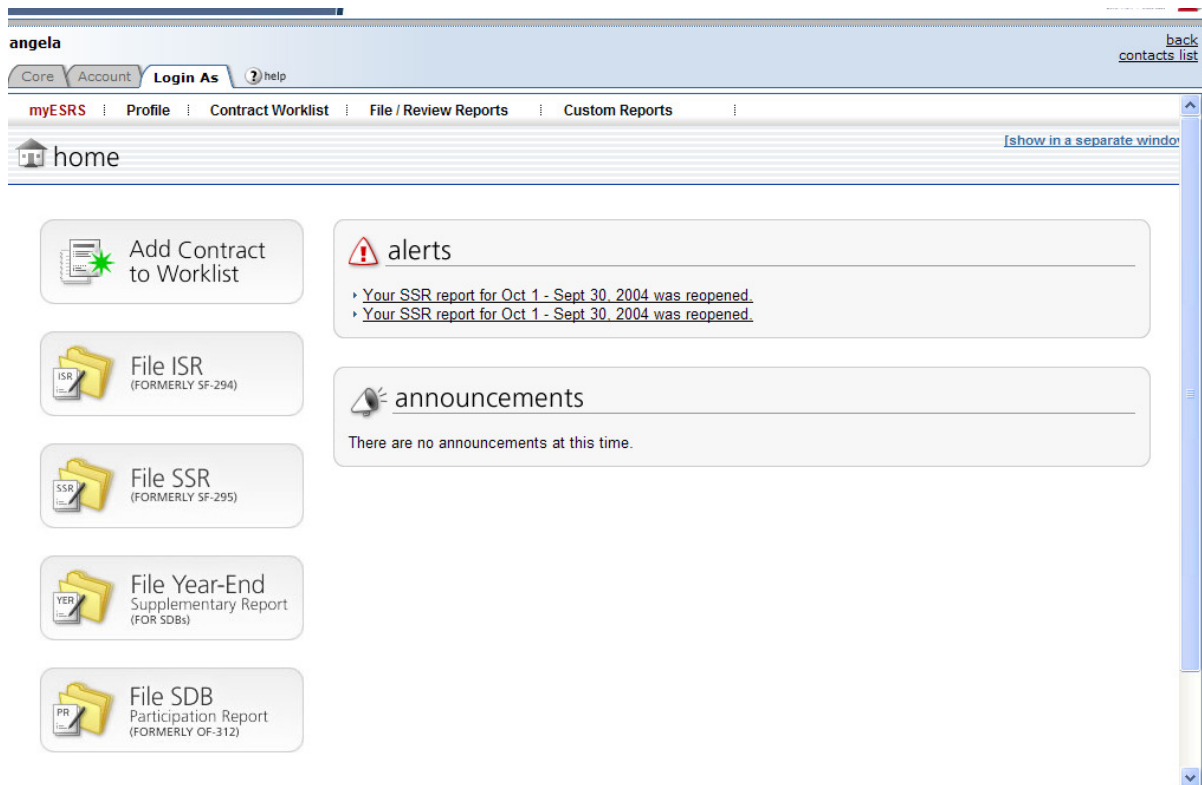 angela
back
contacts list
Core Account Login As ? help
myESRS Profile Contract Worklist File / Review Reports Custom Reports
[show in a separate windo
home
Add Contract
to Worklist
alerts
Your SSR report for Oct 1 - Sept 30, 2004 was reopened.
Your SSR report for Oct 1 - Sept 30, 2004 was reopened.
ISR
File ISR
(FORMERLY SF-294)
announcements
There are no announcements at this time.
SSR
File SSR
(FORMERLY SF-295)
YER
File Year-End
Supplementary Report
(FOR SDBs)
PR
File SDB
Participation Report
(FORMERLY OF-312)